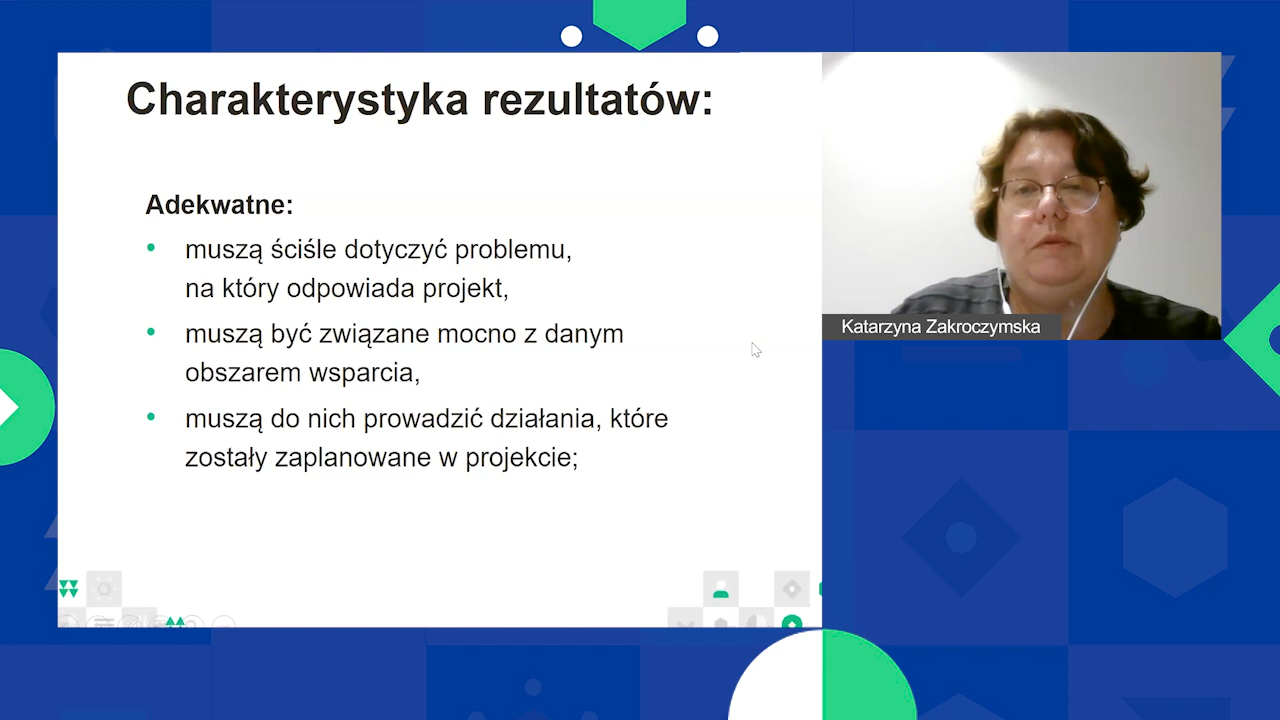 Charakterystyka rezultatów:
Adekwatne:
• muszą ściśle dotyczyć problemu,
na który odpowiada projekt,
• muszą być związane mocno z danym
obszarem wsparcia,
• muszą do nich prowadzić działania, które
zostały zaplanowane w projekcie;
Katarzyna Zakroczymska